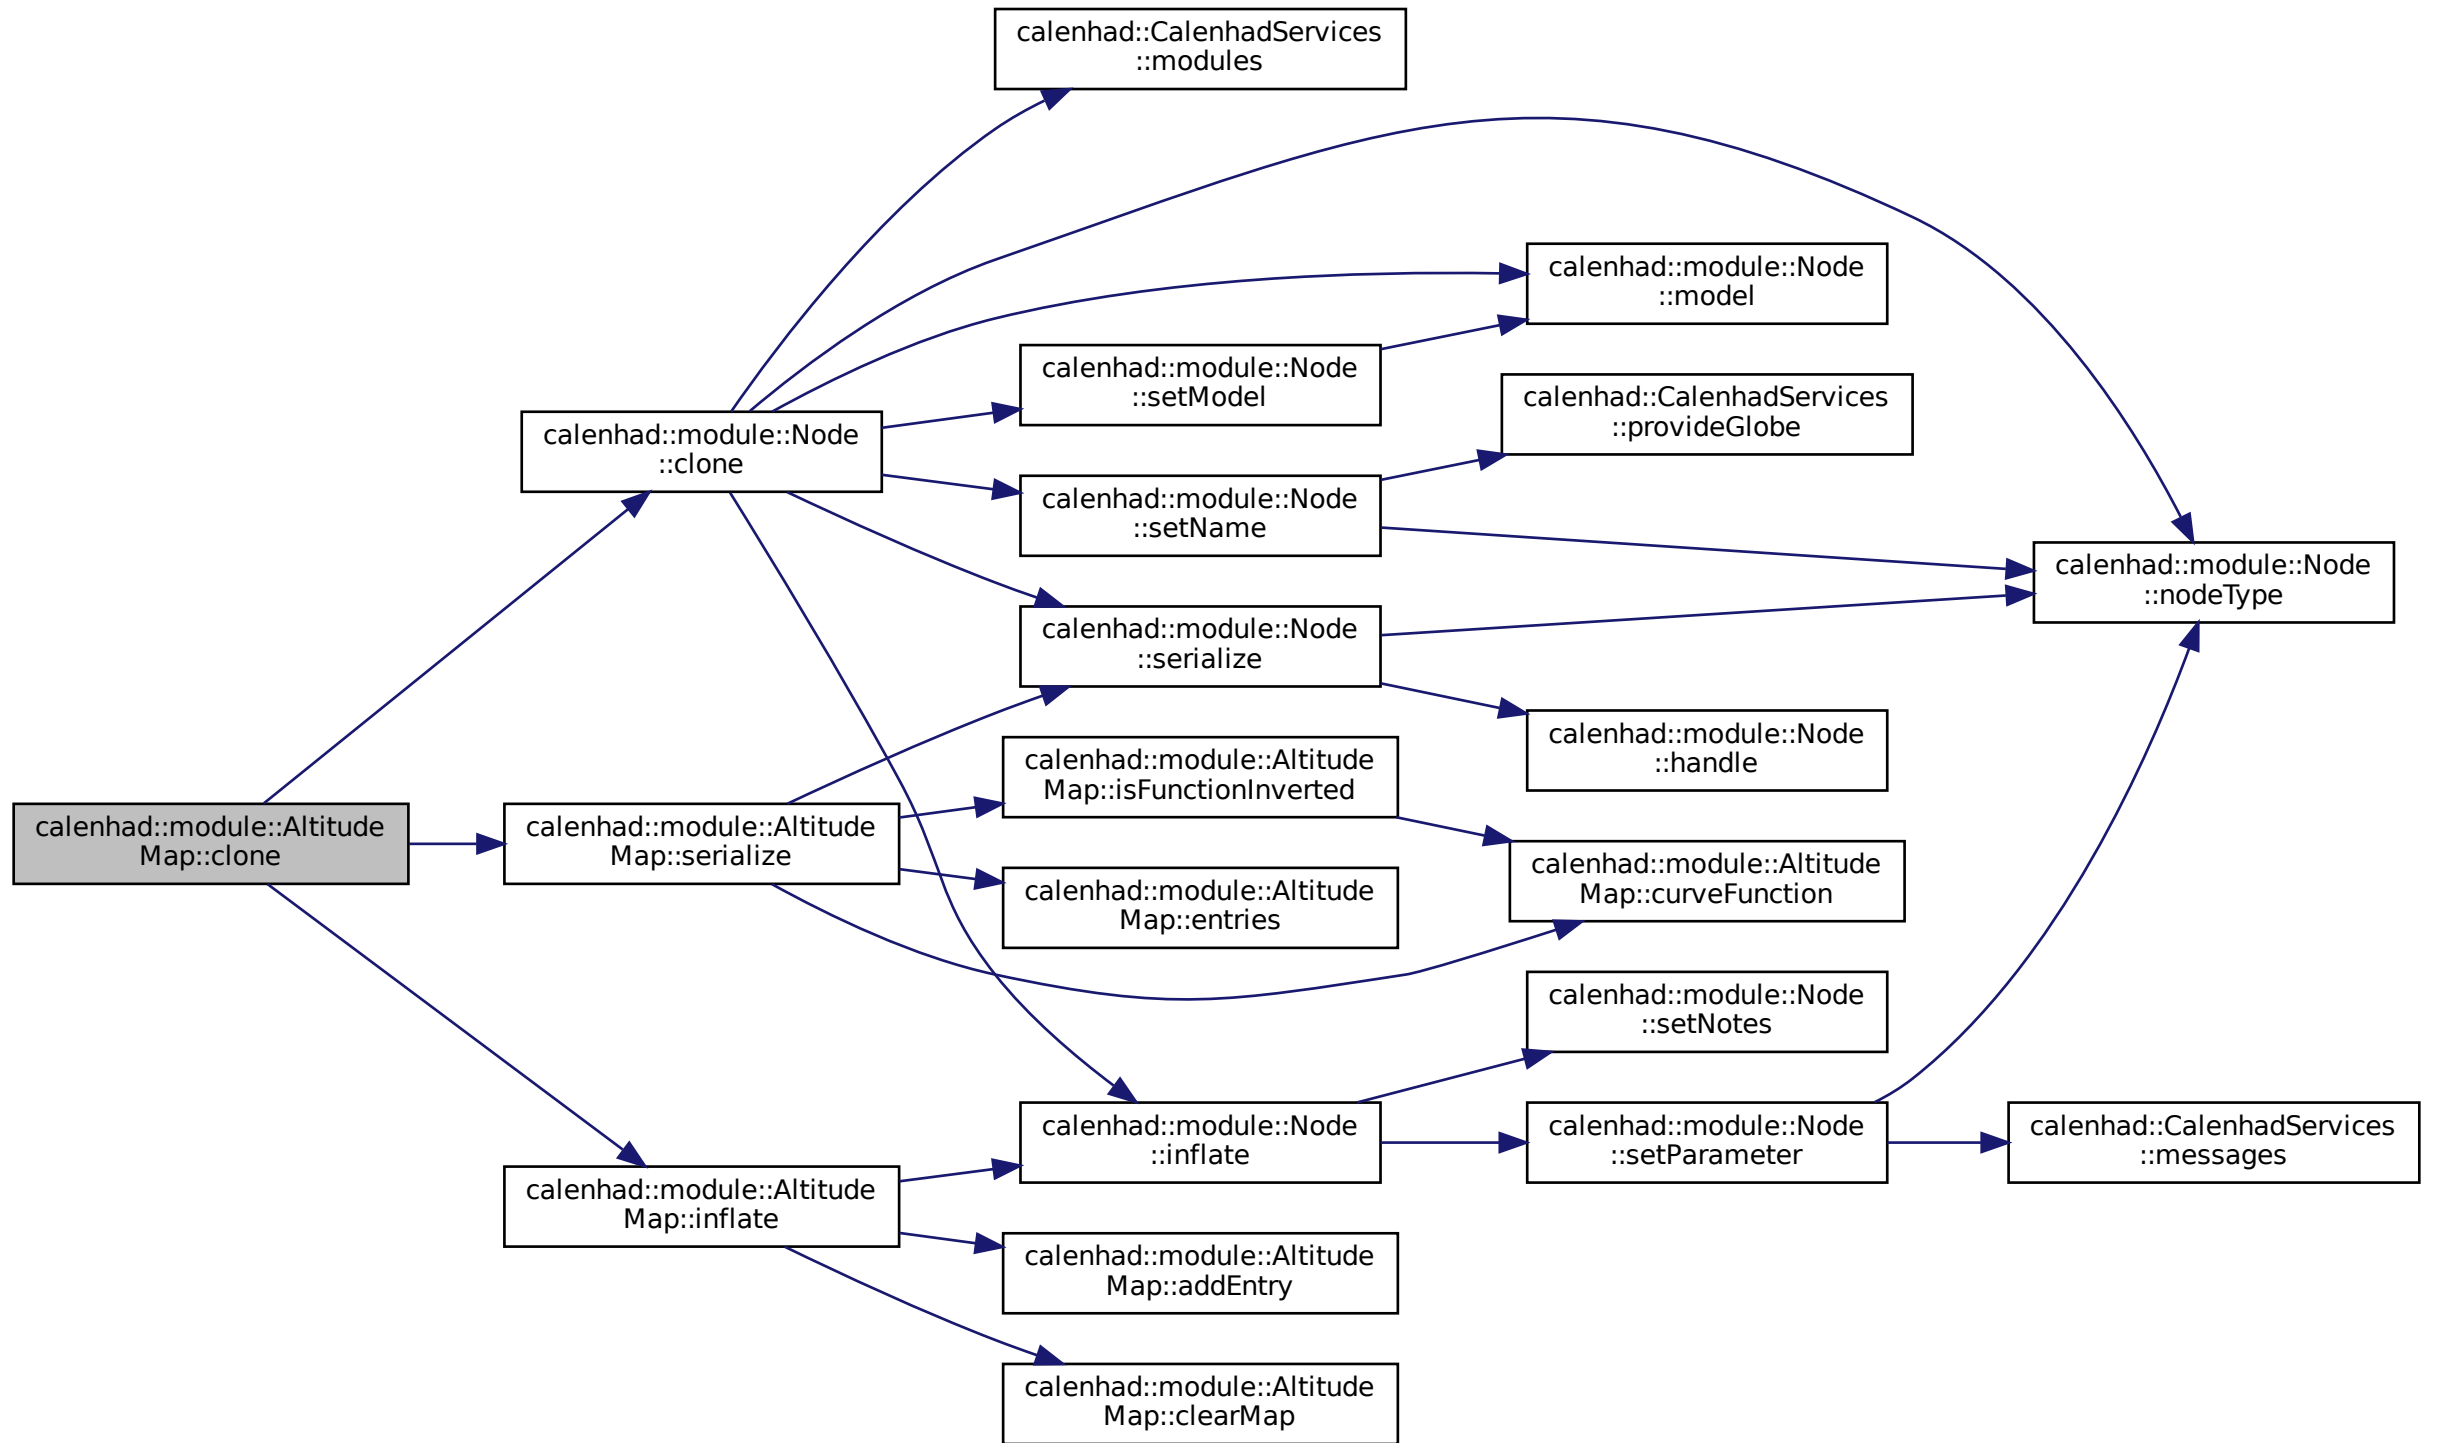 calenhad::CalenhadServices
::modules
calenhad::module::Node
::model
calenhad::module::Node
::setModel
calenhad::CalenhadServices
::provideGlobe
calenhad::module::Node
::clone
calenhad::module::Node
::setName
calenhad::module::Node
::nodeType
calenhad::module::Node
::serialize
calenhad::module::Node
::handle
calenhad::module::Altitude
Map::isFunctionInverted
calenhad::module::Altitude
Map::clone
calenhad::module::Altitude
Map::serialize
calenhad::module::Altitude
Map::curveFunction
calenhad::module::Altitude
Map::entries
calenhad::module::Node
::setNotes
calenhad::module::Node
::inflate
calenhad::module::Node
::setParameter
calenhad::CalenhadServices
::messages
calenhad::module::Altitude
Map::inflate
calenhad::module::Altitude
Map::addEntry
calenhad::module::Altitude
Map::clearMap